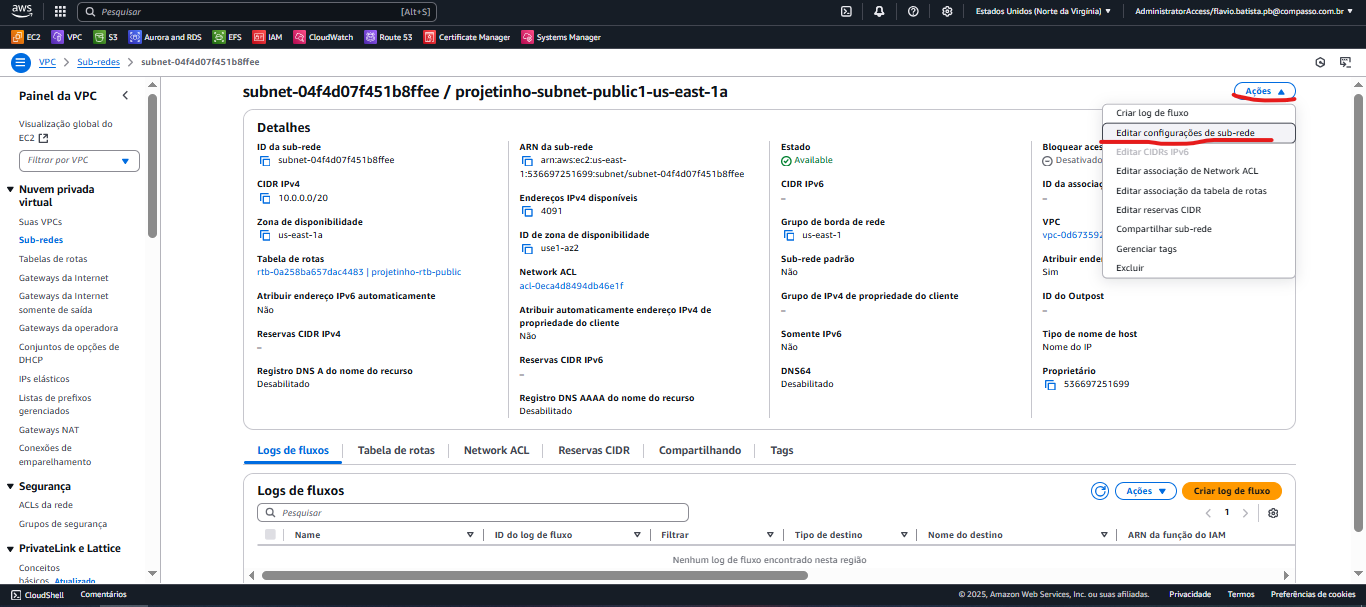 aws
Pesquisar
[Alt+S]
Estados Unidos (Norte da Virgínia)
AdministratorAccess/flavio.batista.pb@compasso.com.br
EC2
VPC
S3
Aurora and RDS
EFS
IAM
CloudWatch
Route 53
Certificate Manager
Systems Manager
VPC
Sub-redes
subnet-04f4d07f451b8ffee
Painel da VPC
Visualização global do
EC2
Filtrar por VPC
Nuvem privada
virtual
Suas VPCs
Sub-redes
Tabelas de rotas
Gateways da Internet
Gateways da Internet
somente de saída
Gateways da operadora
Conjuntos de opções de
DHCP
IPs elásticos
Listas de prefixos
gerenciados
Gateways NAT
Conexões de
emparelhamento
Segurança
ACLs da rede
Grupos de segurança
PrivateLink e Lattice
Conceitos
básicos Atualizado
subnet-04f4d07f451b8ffee / projetinho-subnet-public1-us-east-1a
Ações
Criar log de fluxo
Editar configurações de sub-rede
Editar CIDRs IPv6
Editar associação de Network ACL
Editar associação da tabela de rotas
Editar reservas CIDR
Compartilhar sub-rede
Gerenciar tags
Excluir
Detalhes
ID da sub-rede
subnet-04f4d07f451b8ffee
CIDR IPv4
10.0.0.0/20
Zona de disponibilidade
us-east-1a
Tabela de rotas
rtb-0a258ba657dac4483 | projetinho-rtb-public
Atribuir endereço IPv6 automaticamente
Não
Reservas CIDR IPv4
–
Registro DNS A do nome do recurso
Desabilitado
ARN da sub-rede
arn:aws:ec2:us-east-
1:536697251699:subnet/subnet-04f4d07f451b8ffee
Endereços IPv4 disponíveis
4091
ID de zona de disponibilidade
use1-az2
Network ACL
acl-0eca4d8494db46e1f
Atribuir automaticamente endereço IPv4 de
propriedade do cliente
Não
Reservas CIDR IPv6
–
Registro DNS AAAA do nome do recurso
Desabilitado
Estado
Available
CIDR IPv6
–
Grupo de borda de rede
us-east-1
Sub-rede padrão
Não
Grupo de IPv4 de propriedade do cliente
–
Somente IPv6
Não
DNS64
Desabilitado
Bloquear aces
Desativado
ID da associaç
–
VPC
vpc-0d673592
Atribuir ender
Sim
ID do Outpost
–
Tipo de nome de host
Nome do IP
Proprietário
536697251699
Logs de fluxos
Tabela de rotas
Network ACL
Reservas CIDR
Compartilhando
Tags
Logs de fluxos
Ações
Criar log de fluxo
Pesquisar
1
Name
ID do log de fluxo
Filtrar
Tipo de destino
Nome do destino
ARN da função do IAM
Nenhum log de fluxo encontrado nesta região
CloudShell
Comentários
© 2025, Amazon Web Services, Inc. ou suas afiliadas.
Privacidade
Termos
Preferências de cookies